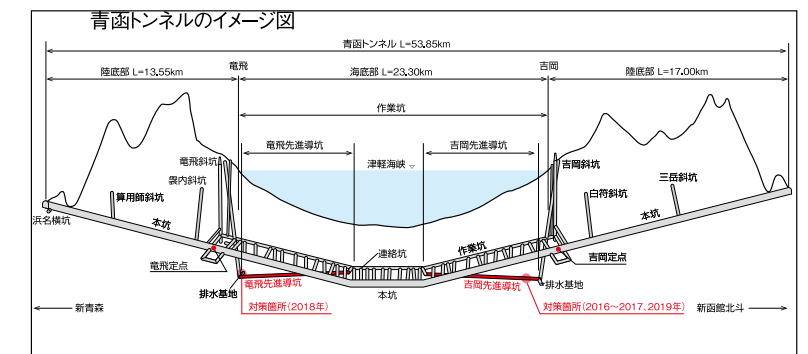 青函トンネルのイメージ図
青函トンネル L=53.85km
陸底部 L=13.55km
竜飛
海底部 L=23.30km
吉岡
陸底部 L=17.00km
作業坑
竜飛先進導坑
吉岡先進導坑
津軽海峡
竜飛斜坑
袰内斜坑
算用師斜坑
浜名横坑
本坑
吉岡斜坑
三岳斜坑
白符斜坑
本坑
連絡坑
作業坑
竜飛定点
吉岡定点
排水基地
竜飛先進導坑
本坑
吉岡先進導坑
排水基地
新青森
対策箇所(2018年)
対策箇所(2016～2017、2019年)
新函館北斗